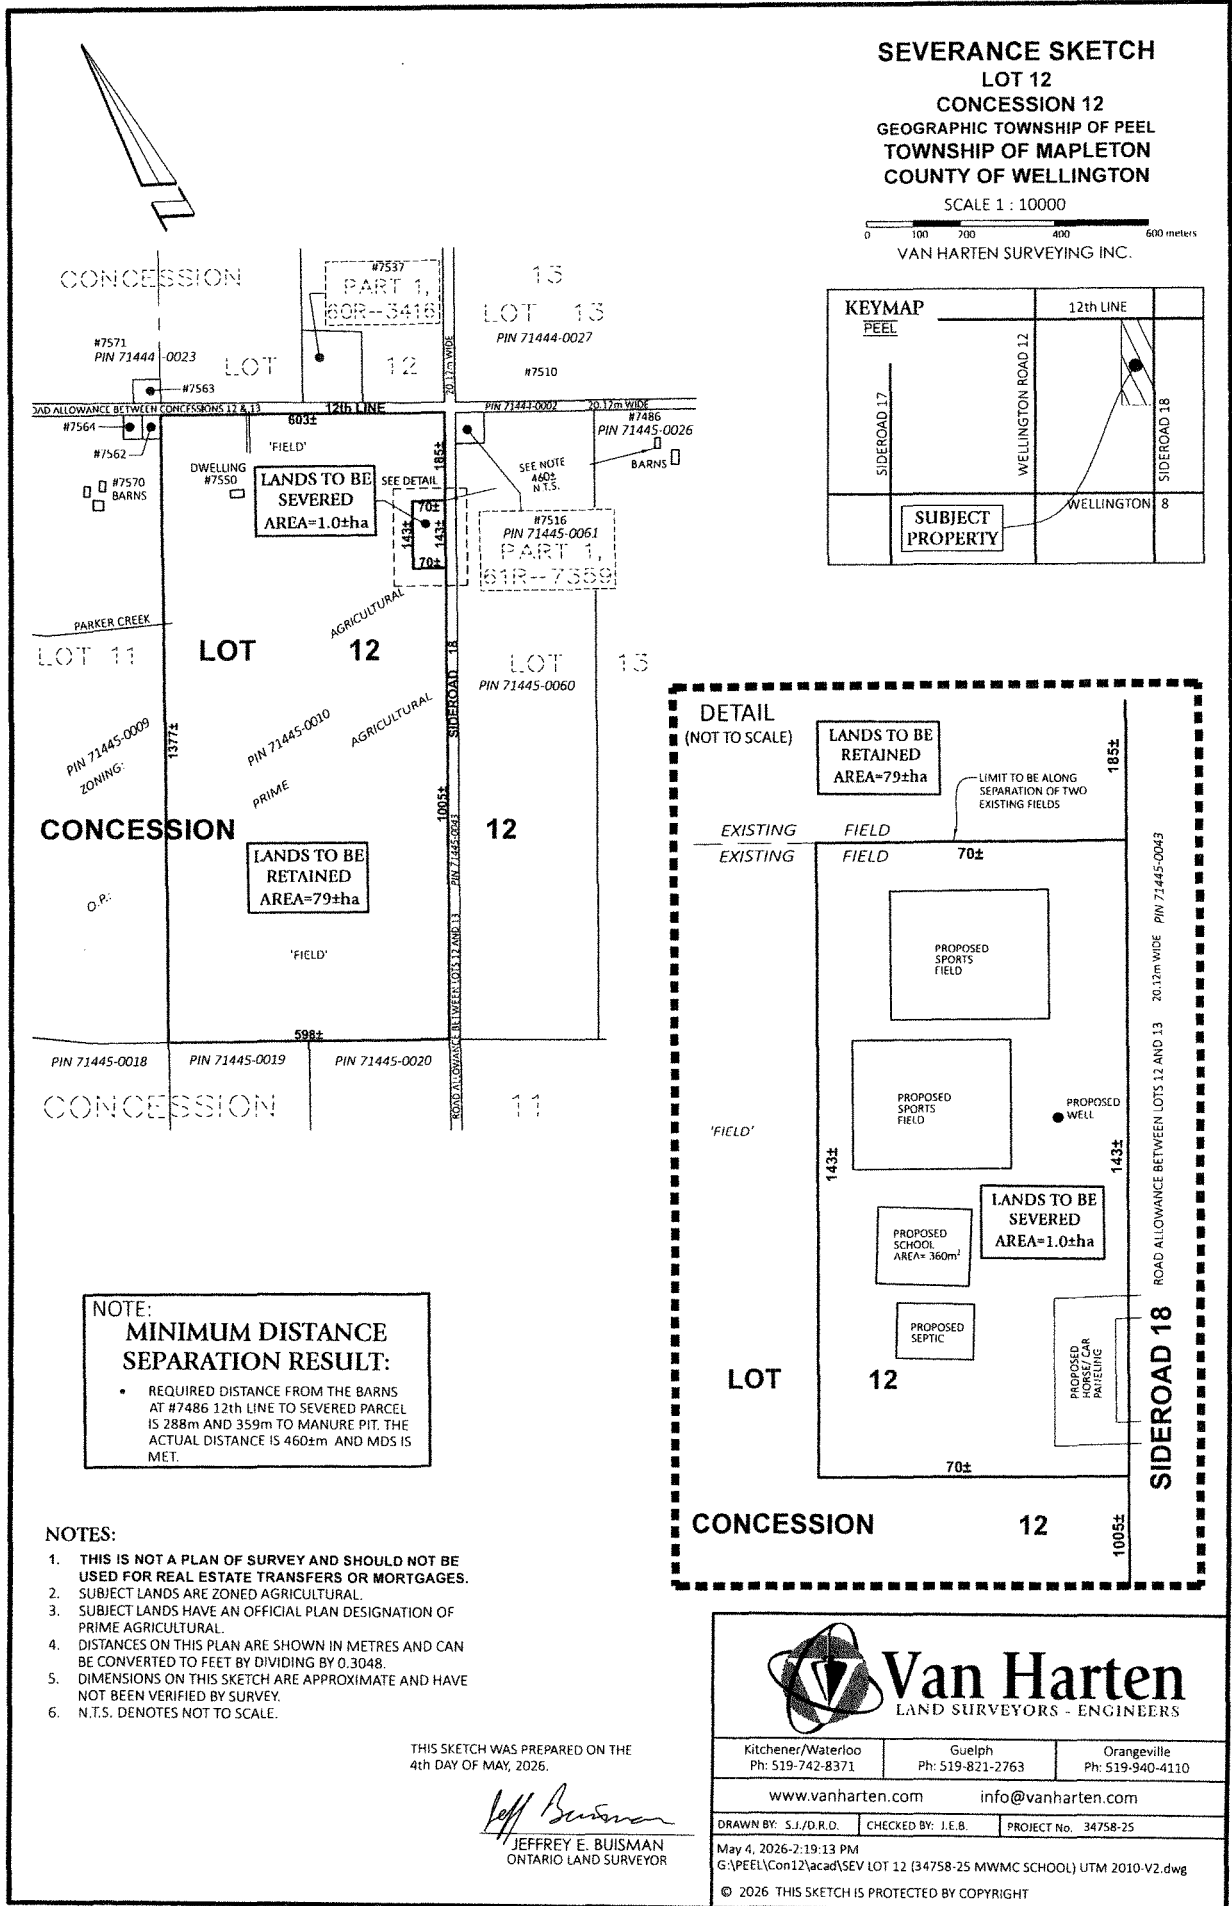 SEVERANCE SKETCH
LOT 12
CONCESSION 12
GEOGRAPHIC TOWNSHIP OF PEEL
TOWNSHIP OF MAPLETON
COUNTY OF WELLINGTON
SCALE 1 : 10000
0 100 200 400 600 meters
VAN HARTEN SURVEYING INC.
KEYMAP
PEEL
12th LINE
SIDEROAD 17
WELLINGTON ROAD 12
SIDEROAD 18
WELLINGTON 8
SUBJECT
PROPERTY
CONCESSION
13
#7537
PART 1,
60R--3416
LOT 13
PIN 71444-0027
#7571
PIN 71444-0023
LOT 12
#7510
#7563
20.12m WIDE
OAD ALLOWANCE BETWEEN CONCESSIONS 12 & 13
12th LINE
PIN 71444-0002
20.12m WIDE
603±
#7564
#7562
'FIELD'
185±
#7486
PIN 71445-0026
BARNS
#7570
BARNS
DWELLING
#7550
LANDS TO BE
SEVERED
AREA=1.0±ha
SEE DETAIL
SEE NOTE
460±
N.T.S.
70±
143±
143±
70±
#7516
PIN 71445-0061
PART 1,
61R--7359
PARKER CREEK
AGRICULTURAL
LOT 11
LOT 12
LOT 13
PIN 71445-0060
SIDEROAD 18
PIN 71445-0009
ZONING:
1377±
PIN 71445-0010
AGRICULTURAL
PRIME
1005±
CONCESSION 12
PIN 71445-0043
LANDS TO BE
RETAINED
AREA=79±ha
O.P.:
'FIELD'
ROAD ALLOWANCE BETWEEN LOTS 12 AND 13
598±
PIN 71445-0018
PIN 71445-0019
PIN 71445-0020
CONCESSION 11
DETAIL
(NOT TO SCALE)
LANDS TO BE
RETAINED
AREA=79±ha
185±
LIMIT TO BE ALONG
SEPARATION OF TWO
EXISTING FIELDS
EXISTING FIELD
EXISTING FIELD
70±
PROPOSED
SPORTS
FIELD
PROPOSED
SPORTS
FIELD
PROPOSED
WELL
'FIELD'
143±
143±
ROAD ALLOWANCE BETWEEN LOTS 12 AND 13 20.12m WIDE PIN 71445-0043
LANDS TO BE
SEVERED
AREA=1.0±ha
PROPOSED
SCHOOL
AREA= 360m²
PROPOSED
SEPTIC
PROPOSED
HORSE/ CAR
PANELING
LOT 12
SIDEROAD 18
70±
CONCESSION 12
1005±
NOTE:
MINIMUM DISTANCE
SEPARATION RESULT:
• REQUIRED DISTANCE FROM THE BARNS
AT #7486 12th LINE TO SEVERED PARCEL
IS 288m AND 359m TO MANURE PIT. THE
ACTUAL DISTANCE IS 460±m AND MDS IS
MET.
NOTES:
1. THIS IS NOT A PLAN OF SURVEY AND SHOULD NOT BE
USED FOR REAL ESTATE TRANSFERS OR MORTGAGES.
2. SUBJECT LANDS ARE ZONED AGRICULTURAL.
3. SUBJECT LANDS HAVE AN OFFICIAL PLAN DESIGNATION OF
PRIME AGRICULTURAL.
4. DISTANCES ON THIS PLAN ARE SHOWN IN METRES AND CAN
BE CONVERTED TO FEET BY DIVIDING BY 0.3048.
5. DIMENSIONS ON THIS SKETCH ARE APPROXIMATE AND HAVE
NOT BEEN VERIFIED BY SURVEY.
6. N.T.S. DENOTES NOT TO SCALE.
THIS SKETCH WAS PREPARED ON THE
4th DAY OF MAY, 2026.
Jeff Buisman
JEFFREY E. BUISMAN
ONTARIO LAND SURVEYOR
Van Harten
LAND SURVEYORS - ENGINEERS
Kitchener/Waterloo
Ph: 519-742-8371
Guelph
Ph: 519-821-2763
Orangeville
Ph: 519-940-4110
www.vanharten.com info@vanharten.com
DRAWN BY: S.J./D.R.O. CHECKED BY: J.E.B. PROJECT No. 34758-25
May 4, 2026-2:19:13 PM
G:\PEEL\Con12\acad\SEV LOT 12 (34758-25 MWMC SCHOOL) UTM 2010-V2.dwg
© 2026 THIS SKETCH IS PROTECTED BY COPYRIGHT